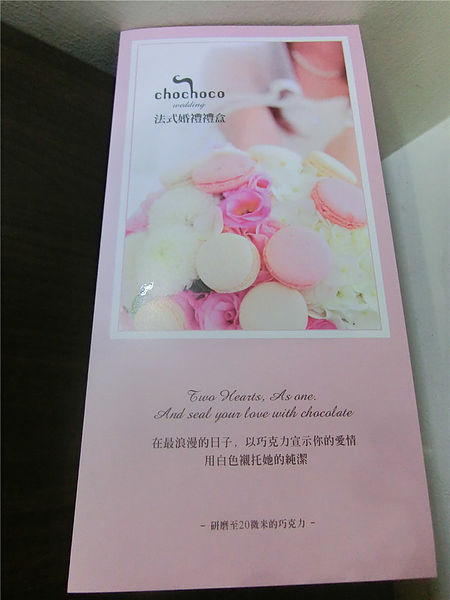 chochoco
wedding
法式婚禮禮盒
Two Hearts, As one.
And seal your love with chocolate
在最浪漫的日子，以巧克力宣示你的愛情
用白色襯托她的純潔
- 研磨至20微米的巧克力 -